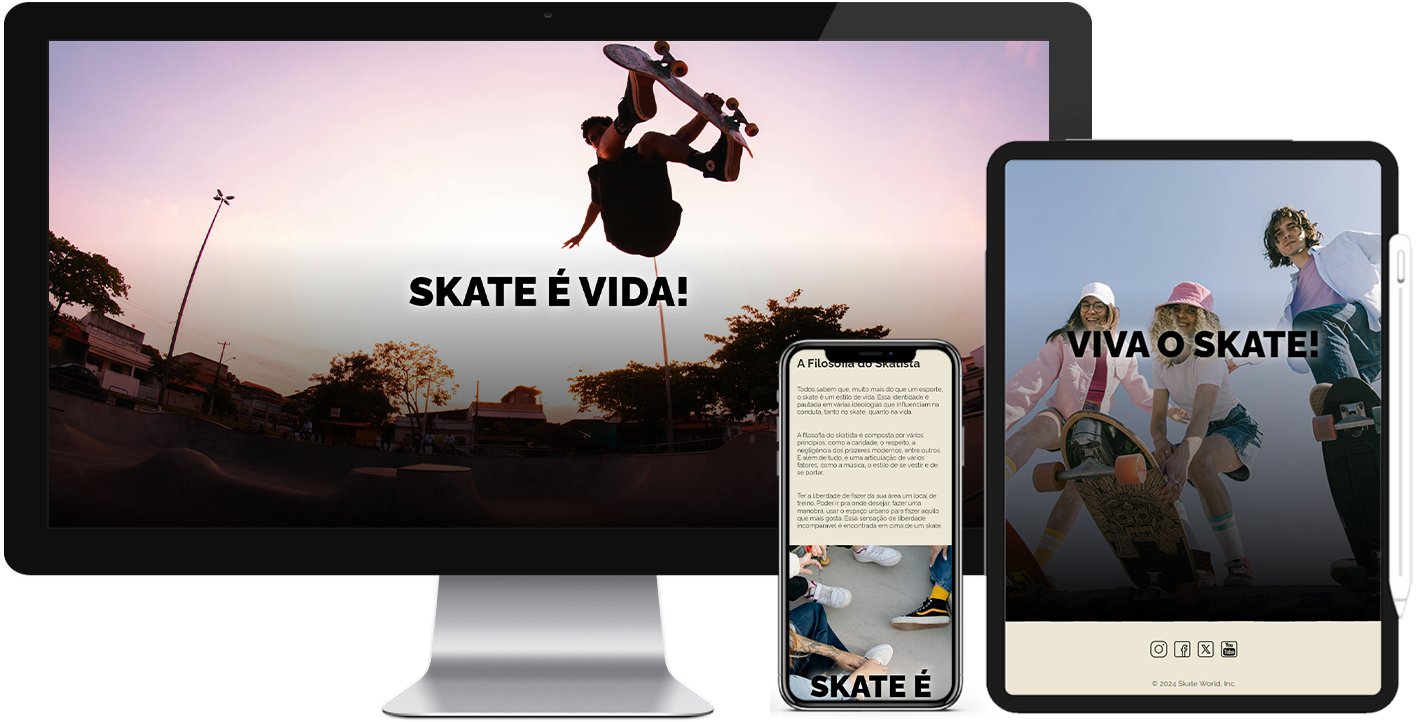 SKATE É VIDA!
A Filosofia do Skatista
Todos sabem que, muito mais do que um esporte,
o skate é um estilo de vida. Essa identidade é
pautada em várias ideologias que influenciam na
conduta, tanto no skate, quanto na vida.
A filosofia do skatista é composta por vários
princípios, como a caridade, o respeito, a
negligência dos prazeres modernos, entre outros.
E além de tudo, é uma articulação de vários
fatores, como a música, o estilo de se vestir e de
se portar.
Ter a liberdade de fazer da sua área um local de
treino. Poder ir pra onde desejar, fazer uma
manobra, usar o espaço urbano para fazer aquilo
que mais gosta. Essa sensação de liberdade
incomparável é encontrada em cima de um skate.
SKATE É
VIVA O SKATE!
You
Tube
© 2024 Skate World, Inc.